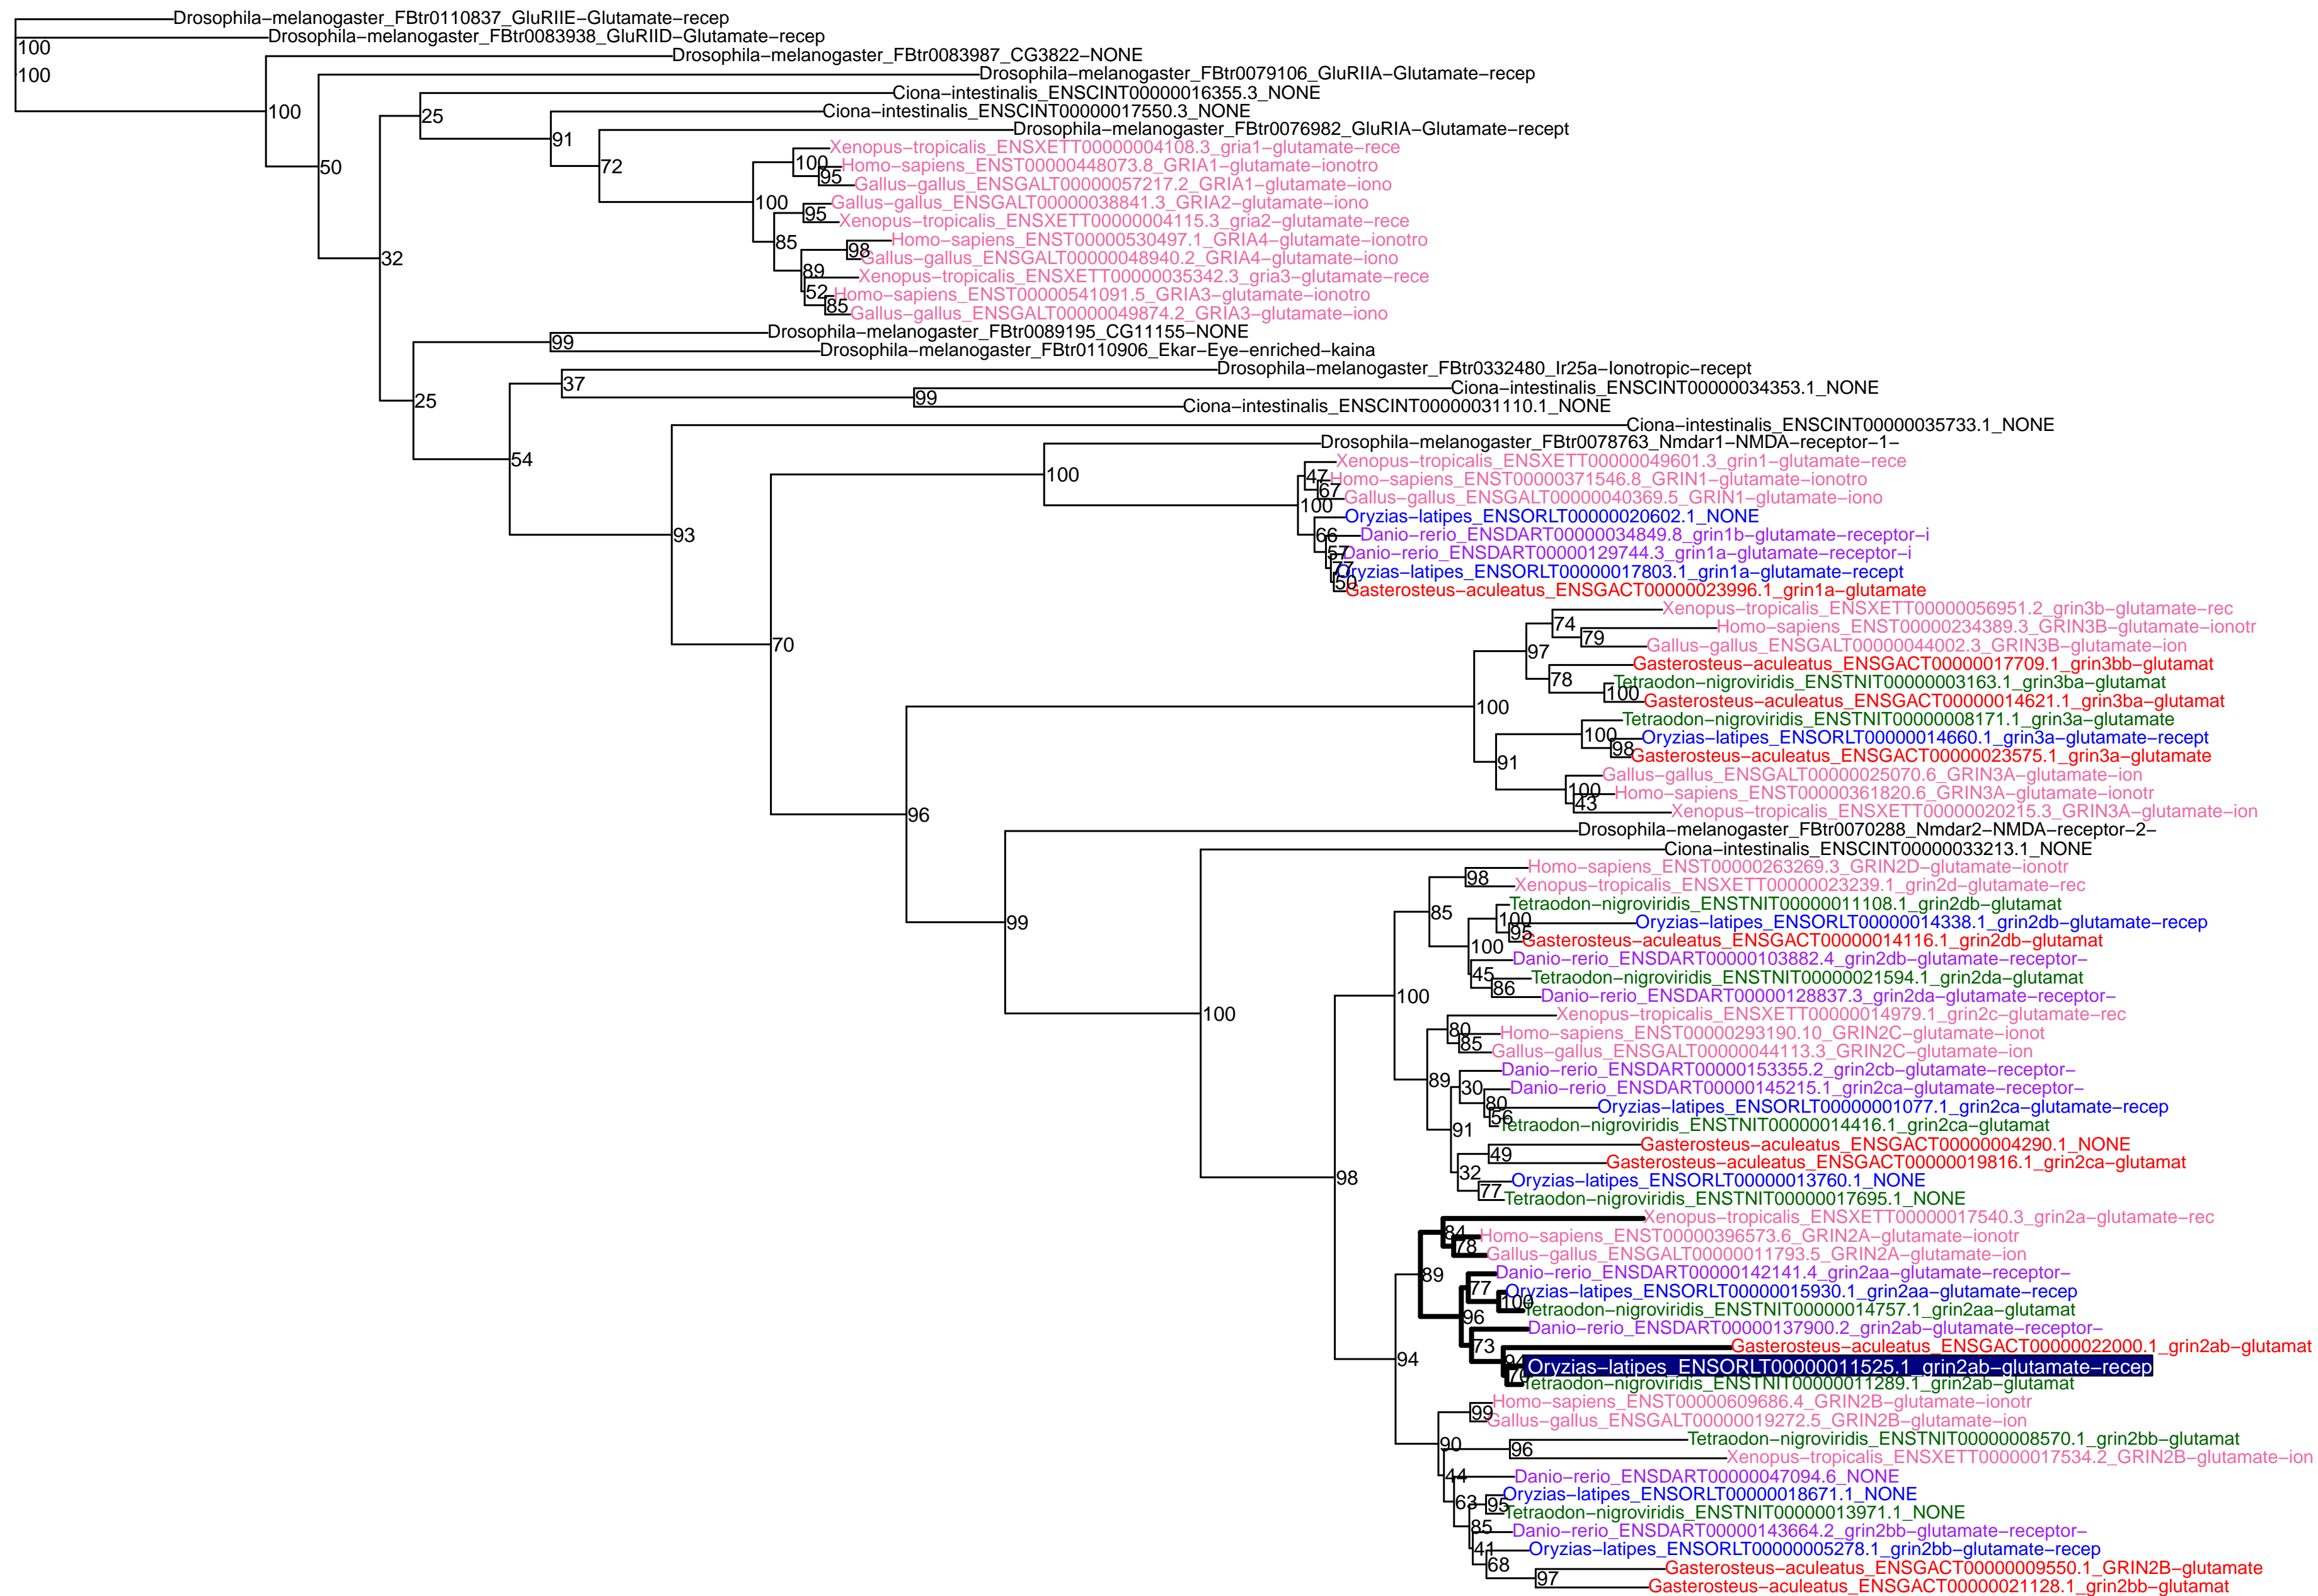 Drosophila−melanogaster_FBtr0110837_GluRIIE−Glutamate−recep
Drosophila−melanogaster_FBtr0083938_GluRIID−Glutamate−recep
100
Drosophila−melanogaster_FBtr0083987_CG3822−NONE
100
Drosophila−melanogaster_FBtr0079106_GluRIIA−Glutamate−recep
Ciona−intestinalis_ENSCINT00000016355.3_NONE
100
25
Ciona−intestinalis_ENSCINT00000017550.3_NONE
Drosophila−melanogaster_FBtr0076982_GluRIA−Glutamate−recept
91
Xenopus−tropicalis_ENSXETT00000004108.3_gria1−glutamate−rece
50
72
100
Homo−sapiens_ENST00000448073.8_GRIA1−glutamate−ionotro
95
Gallus−gallus_ENSGALT00000057217.2_GRIA1−glutamate−iono
100
Gallus−gallus_ENSGALT00000038841.3_GRIA2−glutamate−iono
95
Xenopus−tropicalis_ENSXETT00000004115.3_gria2−glutamate−rece
85
Homo−sapiens_ENST00000530497.1_GRIA4−glutamate−ionotro
98
32
Gallus−gallus_ENSGALT00000048940.2_GRIA4−glutamate−iono
89
Xenopus−tropicalis_ENSXETT00000035342.3_gria3−glutamate−rece
52
Homo−sapiens_ENST00000541091.5_GRIA3−glutamate−ionotro
85
Gallus−gallus_ENSGALT00000049874.2_GRIA3−glutamate−iono
Drosophila−melanogaster_FBtr0089195_CG11155−NONE
99
Drosophila−melanogaster_FBtr0110906_Ekar−Eye−enriched−kaina
Drosophila−melanogaster_FBtr0332480_Ir25a−Ionotropic−recept
25
37
Ciona−intestinalis_ENSCINT00000034353.1_NONE
99
Ciona−intestinalis_ENSCINT00000031110.1_NONE
Ciona−intestinalis_ENSCINT00000035733.1_NONE
54
Drosophila−melanogaster_FBtr0078763_Nmdar1−NMDA−receptor−1−
Xenopus−tropicalis_ENSXETT00000049601.3_grin1−glutamate−rece
100
47
Homo−sapiens_ENST00000371546.8_GRIN1−glutamate−ionotro
67
Gallus−gallus_ENSGALT00000040369.5_GRIN1−glutamate−iono
100
Oryzias−latipes_ENSORLT00000020602.1_NONE
93
66
Danio−rerio_ENSDART00000034849.8_grin1b−glutamate−receptor−i
57
Danio−rerio_ENSDART00000129744.3_grin1a−glutamate−receptor−i
77
Oryzias−latipes_ENSORLT00000017803.1_grin1a−glutamate−recept
50
Gasterosteus−aculeatus_ENSGACT00000023996.1_grin1a−glutamate
Xenopus−tropicalis_ENSXETT00000056951.2_grin3b−glutamate−rec
74
Homo−sapiens_ENST00000234389.3_GRIN3B−glutamate−ionotr
70
97
79
Gallus−gallus_ENSGALT00000044002.3_GRIN3B−glutamate−ion
Gasterosteus−aculeatus_ENSGACT00000017709.1_grin3bb−glutamat
78
Tetraodon−nigroviridis_ENSTNIT00000003163.1_grin3ba−glutamat
100
Gasterosteus−aculeatus_ENSGACT00000014621.1_grin3ba−glutamat
100
Tetraodon−nigroviridis_ENSTNIT00000008171.1_grin3a−glutamate
100
Oryzias−latipes_ENSORLT00000014660.1_grin3a−glutamate−recept
98
Gasterosteus−aculeatus_ENSGACT00000023575.1_grin3a−glutamate
91
Gallus−gallus_ENSGALT00000025070.6_GRIN3A−glutamate−ion
100
Homo−sapiens_ENST00000361820.6_GRIN3A−glutamate−ionotr
43
Xenopus−tropicalis_ENSXETT00000020215.3_GRIN3A−glutamate−ion
96
Drosophila−melanogaster_FBtr0070288_Nmdar2−NMDA−receptor−2−
Ciona−intestinalis_ENSCINT00000033213.1_NONE
Homo−sapiens_ENST00000263269.3_GRIN2D−glutamate−ionotr
98
Xenopus−tropicalis_ENSXETT00000023239.1_grin2d−glutamate−rec
99
85
Tetraodon−nigroviridis_ENSTNIT00000011108.1_grin2db−glutamat
100
Oryzias−latipes_ENSORLT00000014338.1_grin2db−glutamate−recep
95
Gasterosteus−aculeatus_ENSGACT00000014116.1_grin2db−glutamat
100
Danio−rerio_ENSDART00000103882.4_grin2db−glutamate−receptor−
45
Tetraodon−nigroviridis_ENSTNIT00000021594.1_grin2da−glutamat
86
Danio−rerio_ENSDART00000128837.3_grin2da−glutamate−receptor−
100
100
Xenopus−tropicalis_ENSXETT00000014979.1_grin2c−glutamate−rec
80
Homo−sapiens_ENST00000293190.10_GRIN2C−glutamate−ionot
85
Gallus−gallus_ENSGALT00000044113.3_GRIN2C−glutamate−ion
89
Danio−rerio_ENSDART00000153355.2_grin2cb−glutamate−receptor−
30
Danio−rerio_ENSDART00000145215.1_grin2ca−glutamate−receptor−
80
Oryzias−latipes_ENSORLT00000001077.1_grin2ca−glutamate−recep
56
Tetraodon−nigroviridis_ENSTNIT00000014416.1_grin2ca−glutamat
91
Gasterosteus−aculeatus_ENSGACT00000004290.1_NONE
49
Gasterosteus−aculeatus_ENSGACT00000019816.1_grin2ca−glutamat
98
32
Oryzias−latipes_ENSORLT00000013760.1_NONE
77
Tetraodon−nigroviridis_ENSTNIT00000017695.1_NONE
Xenopus−tropicalis_ENSXETT00000017540.3_grin2a−glutamate−rec
84
Homo−sapiens_ENST00000396573.6_GRIN2A−glutamate−ionotr
78
Gallus−gallus_ENSGALT00000011793.5_GRIN2A−glutamate−ion
89
Danio−rerio_ENSDART00000142141.4_grin2aa−glutamate−receptor−
77
Oryzias−latipes_ENSORLT00000015930.1_grin2aa−glutamate−recep
100
Tetraodon−nigroviridis_ENSTNIT00000014757.1_grin2aa−glutamat
96
Danio−rerio_ENSDART00000137900.2_grin2ab−glutamate−receptor−
73
Gasterosteus−aculeatus_ENSGACT00000022000.1_grin2ab−glutamat
94
94
Oryzias−latipes_ENSORLT00000011525.1_grin2ab−glutamate−recep
Tetraodon−nigroviridis_ENSTNIT00000011289.1_grin2ab−glutamat
Homo−sapiens_ENST00000609686.4_GRIN2B−glutamate−ionotr
99
Gallus−gallus_ENSGALT00000019272.5_GRIN2B−glutamate−ion
90
Tetraodon−nigroviridis_ENSTNIT00000008570.1_grin2bb−glutamat
96
Xenopus−tropicalis_ENSXETT00000017534.2_GRIN2B−glutamate−ion
44
Danio−rerio_ENSDART00000047094.6_NONE
63
Oryzias−latipes_ENSORLT00000018671.1_NONE
95
Tetraodon−nigroviridis_ENSTNIT00000013971.1_NONE
85
Danio−rerio_ENSDART00000143664.2_grin2bb−glutamate−receptor−
41
Oryzias−latipes_ENSORLT00000005278.1_grin2bb−glutamate−recep
68
Gasterosteus−aculeatus_ENSGACT00000009550.1_GRIN2B−glutamate
97
Gasterosteus−aculeatus_ENSGACT00000021128.1_grin2bb−glutamat